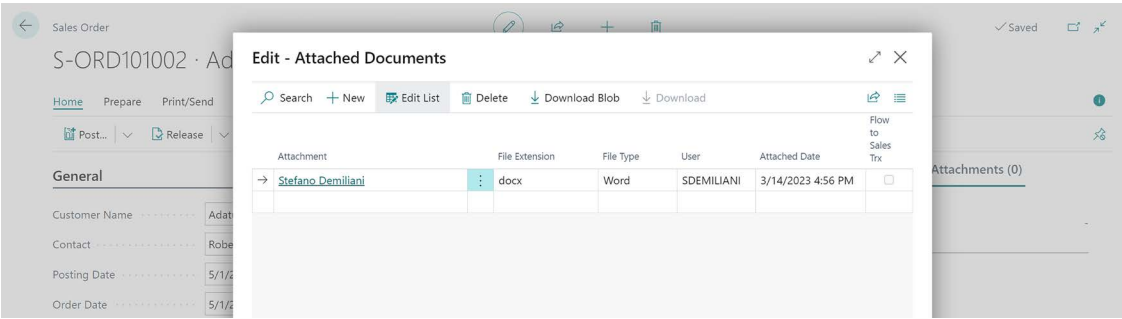 Sales Order
Saved
S-ORD101002 · Ad
Edit - Attached Documents
Home Prepare Print/Send
Search New Edit List Delete Download Blob Download
Post... Release
Attachment File Extension File Type User Attached Date Flow to Sales Trx
Stefano Demiliani docx Word SDEMILIANI 3/14/2023 4:56 PM
General
Attachments (0)
Customer Name Adat
Contact Robe
Posting Date 5/1/2
Order Date 5/1/2